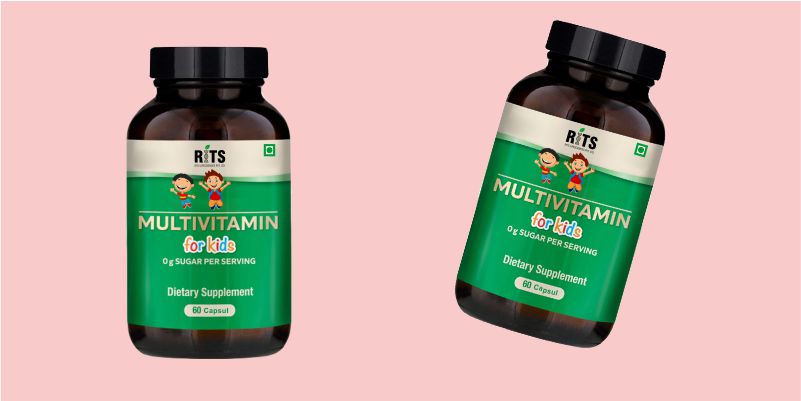 RITS
MULTIVITAMIN
for kids
0 g SUGAR PER SERVING
Dietary Supplement
60 Capsul
RITS
MULTIVITAMIN
for kids
0 g SUGAR PER SERVING
Dietary Supplement
60 Capsul